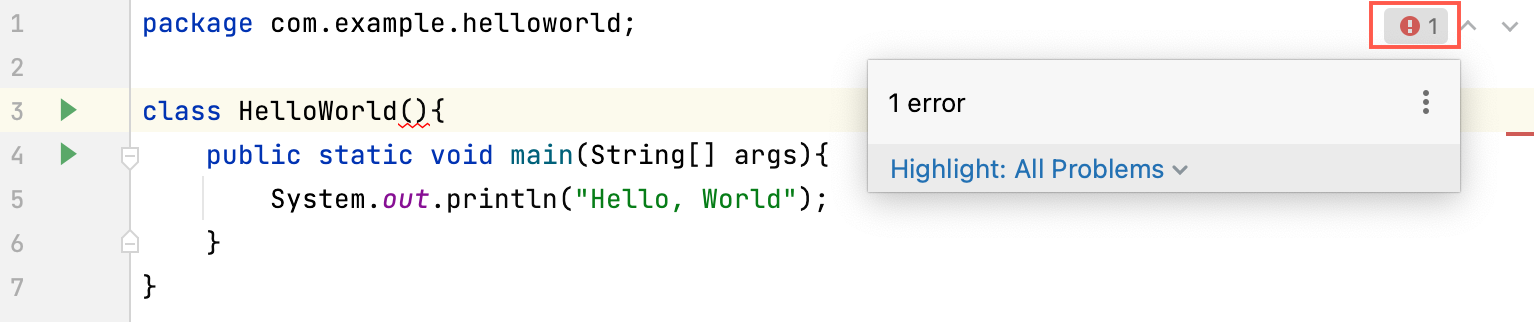 1 package com.example.helloworld;
2
3 class HelloWorld(){
4 public static void main(String[] args){
5 System.out.println("Hello, World");
6 }
7 }
1
1 error
Highlight: All Problems